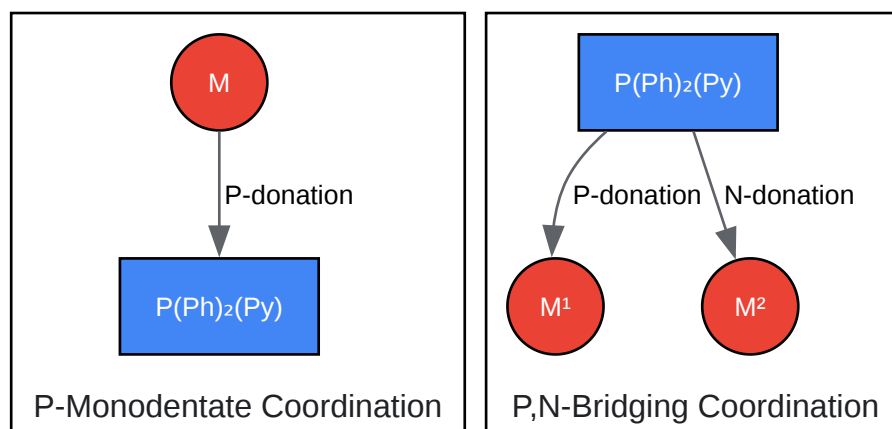 M
P-donation
P(Ph)₂(Py)
P-Monodentate Coordination
P(Ph)₂(Py)
P-donation
N-donation
M¹
M²
P,N-Bridging Coordination